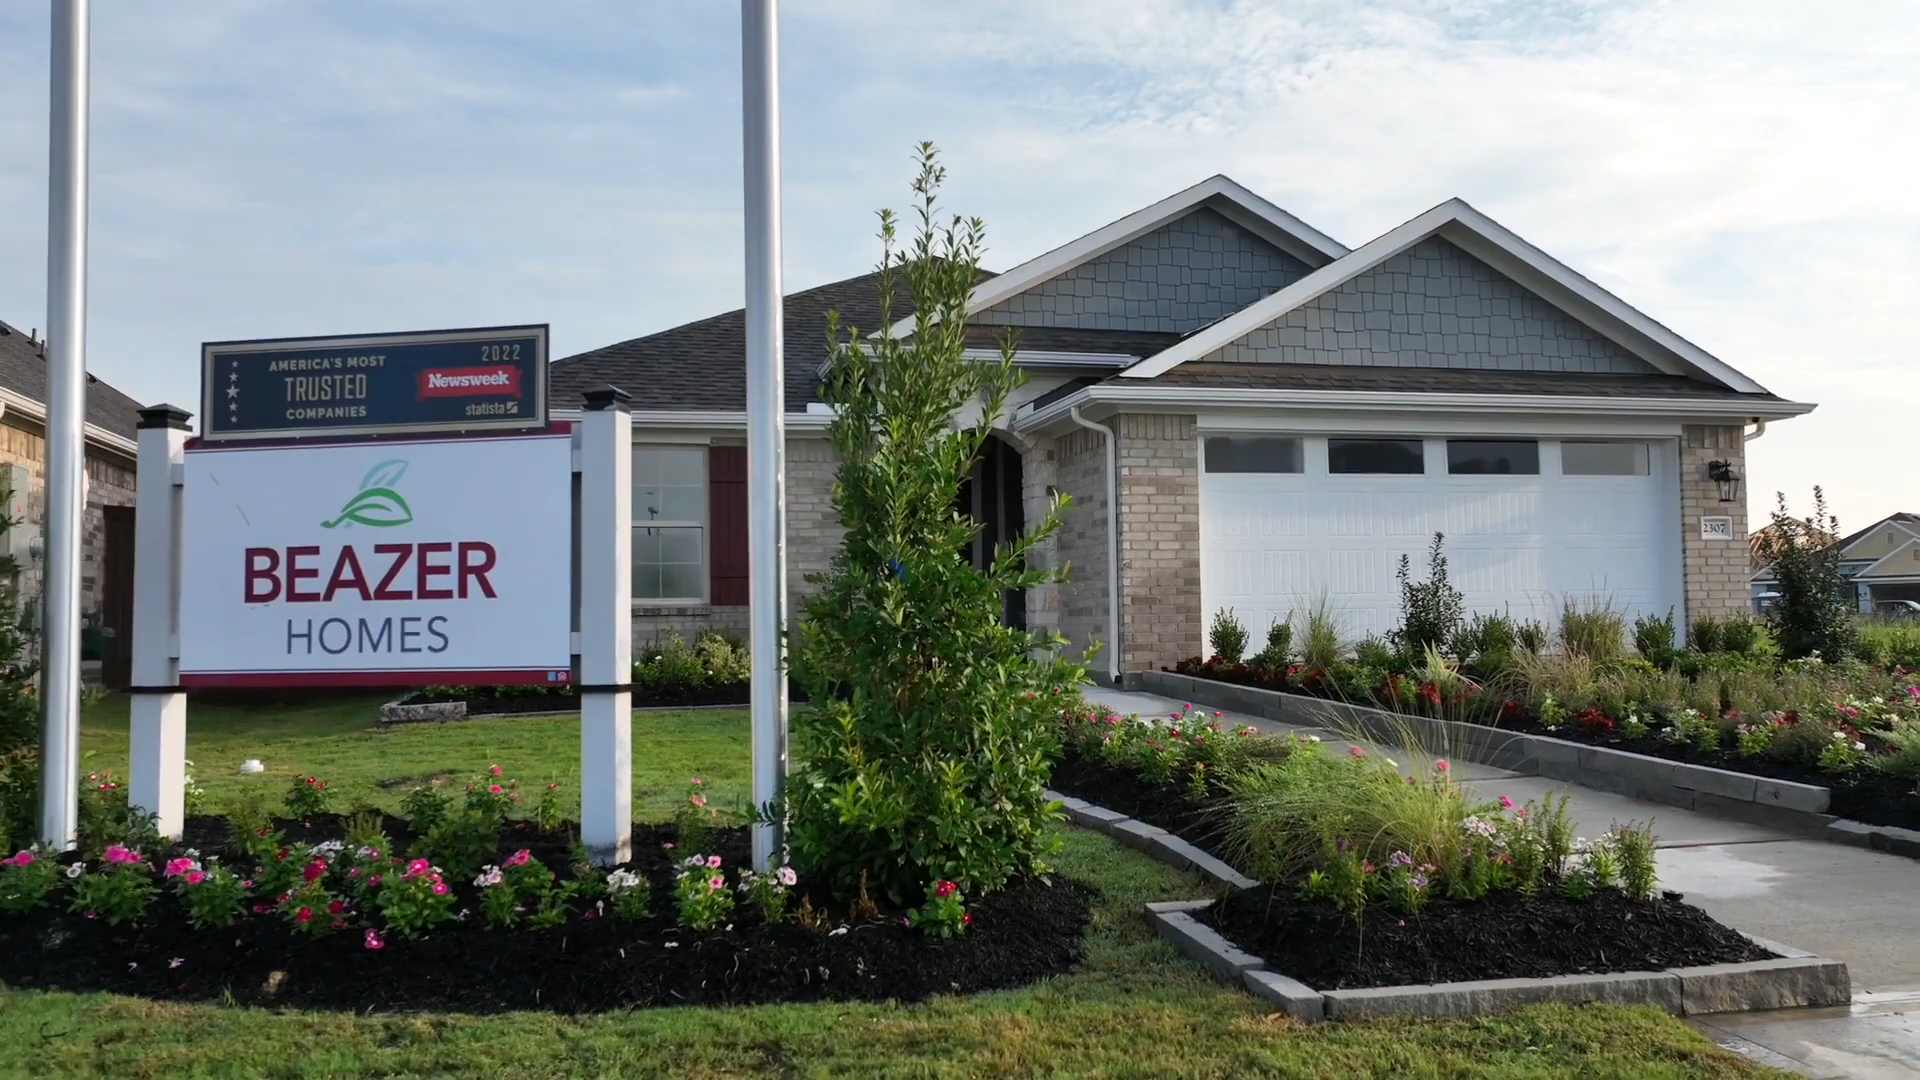 AMERICA'S MOST
TRUSTED
COMPANIES
2022
Newsweek
statista
BEAZER
HOMES
2307